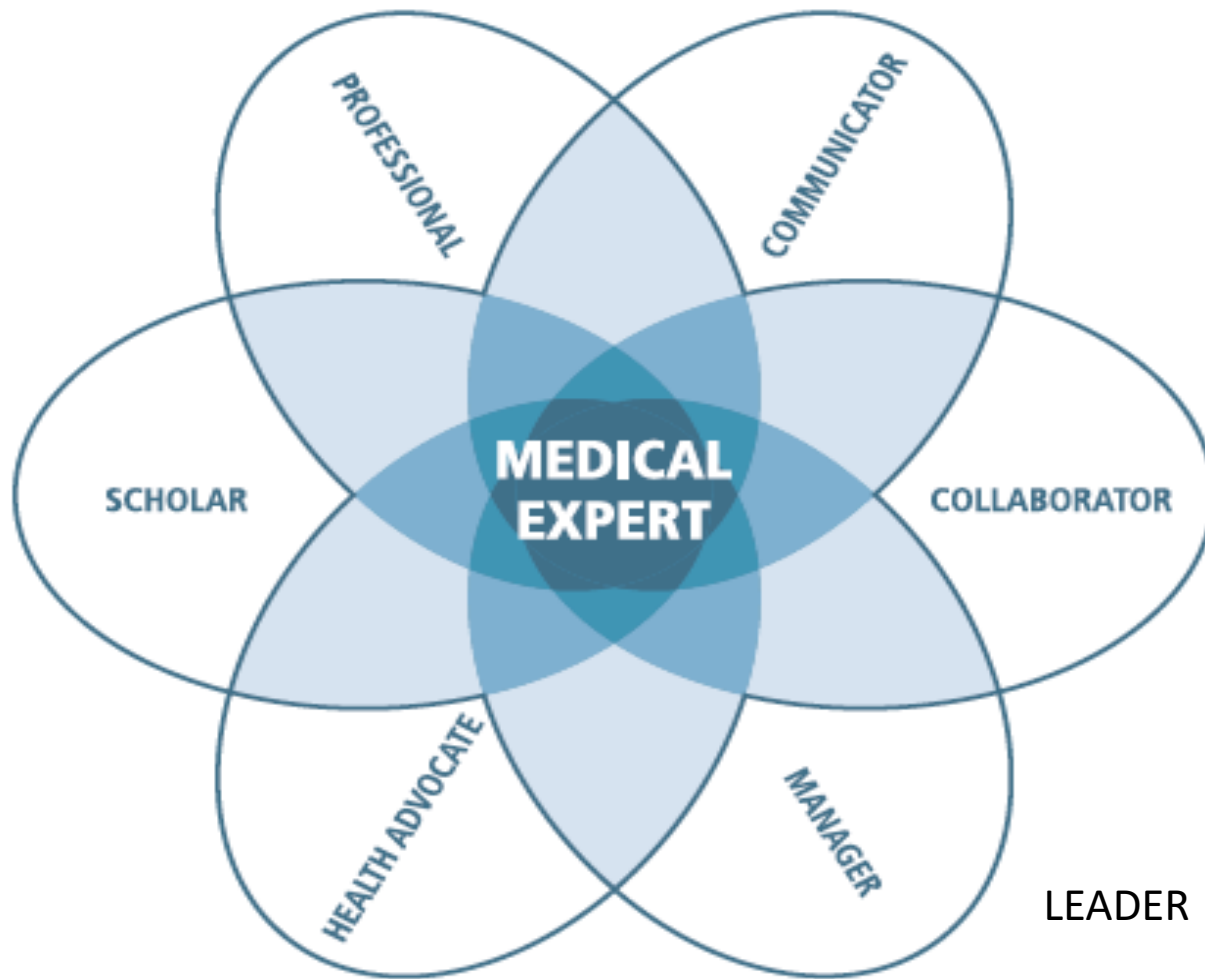 PROFESSIONAL
COMMUNICATOR
SCHOLAR
MEDICAL
EXPERT
COLLABORATOR
HEALTH ADVOCATE
MANAGER
LEADER